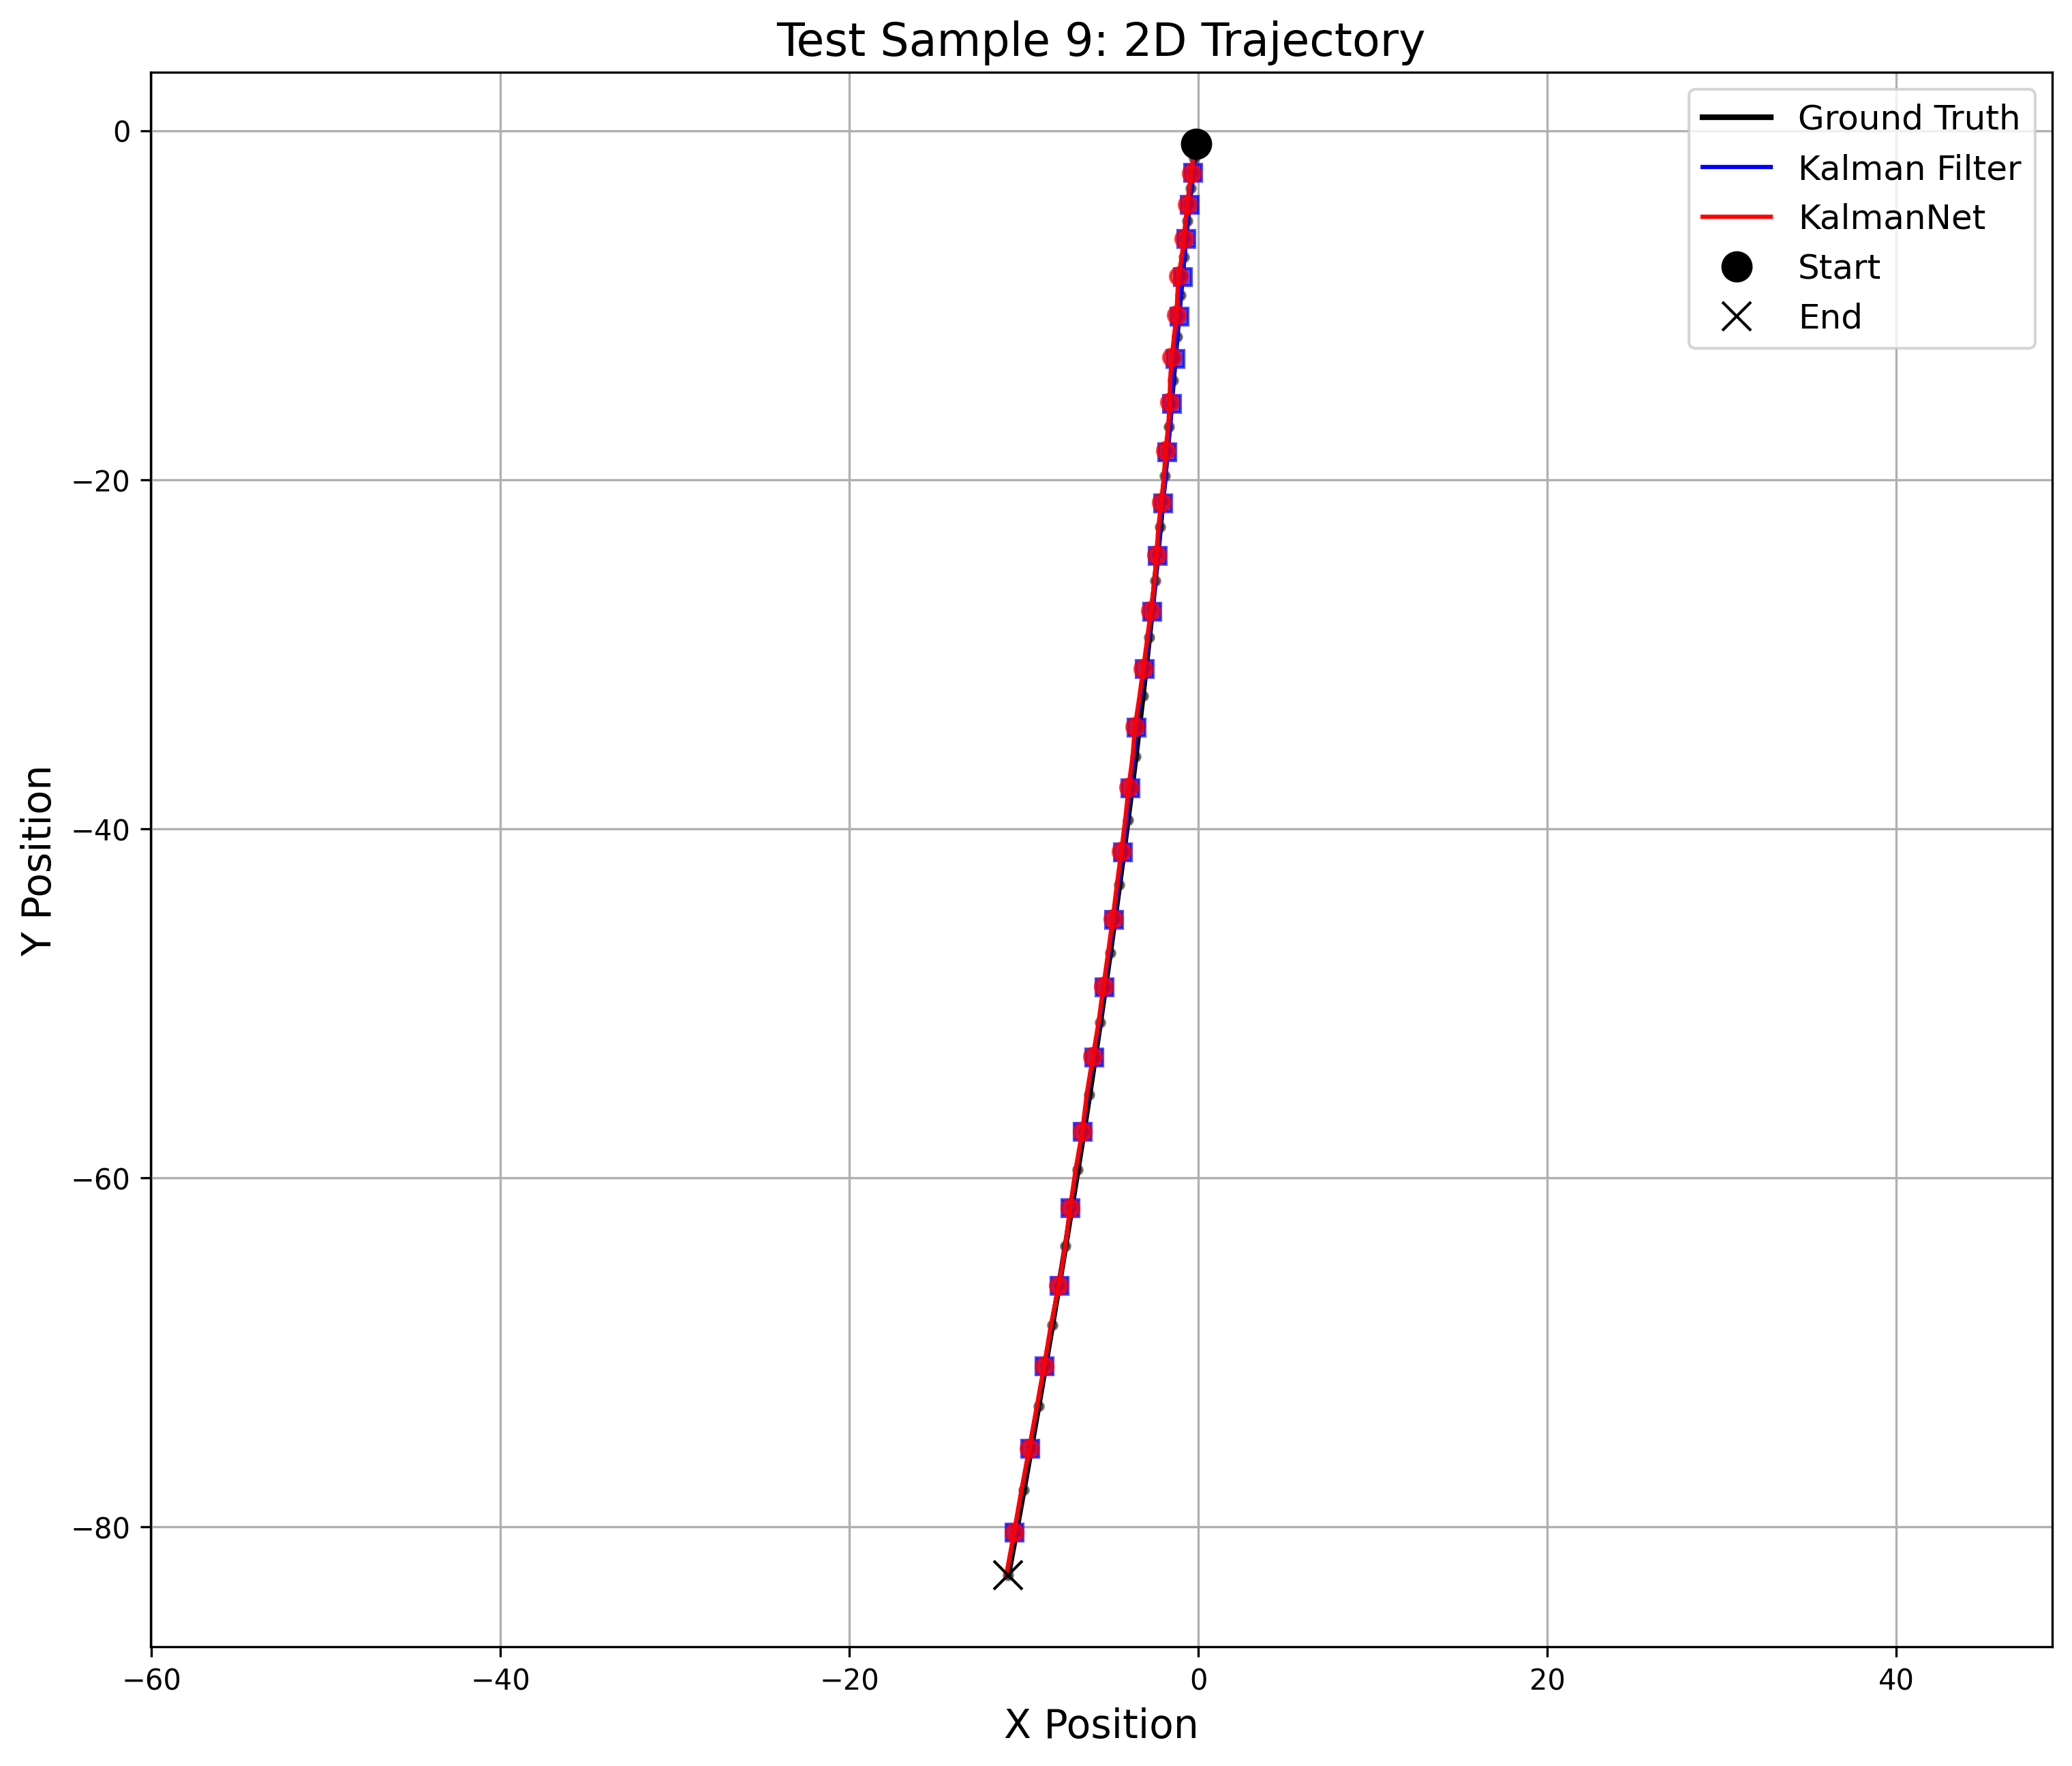 Test Sample 9: 2D Trajectory
Ground Truth
Kalman Filter
KalmanNet
Start
End
0
−20
−40
−60
−80
Y Position
−60
−40
−20
0
20
40
X Position